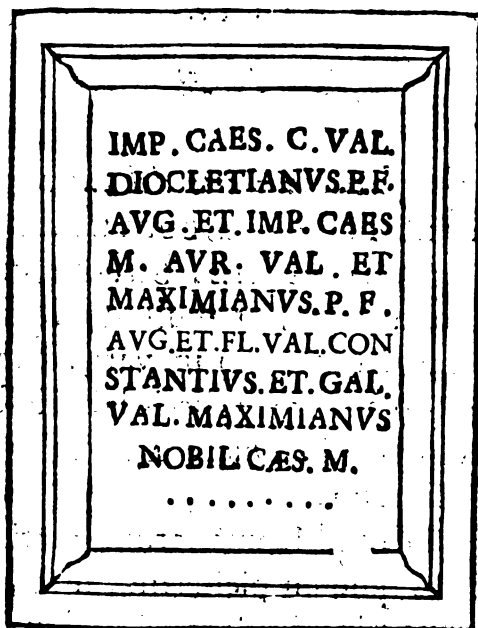 IMP. CAES. C. VAL.
DIOCLETIANVS. P. F.
AVG. ET. IMP. CAES
M. AVR. VAL. ET
MAXIMIANVS. P. F.
AVG. ET. FL. VAL. CON
STANTIVS. ET. GAL.
VAL. MAXIMIANVS
NOBIL. CÆS. M.
. . . . . . . . .